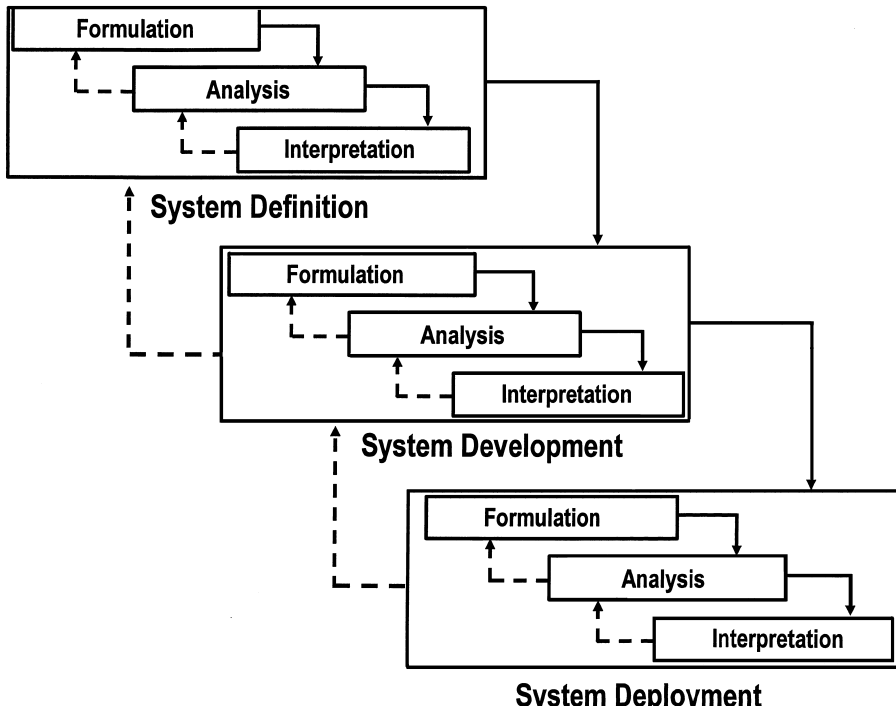 Formulation
Analysis
Interpretation
System Definition
Formulation
Analysis
Interpretation
System Development
Formulation
Analysis
Interpretation
System Deployment